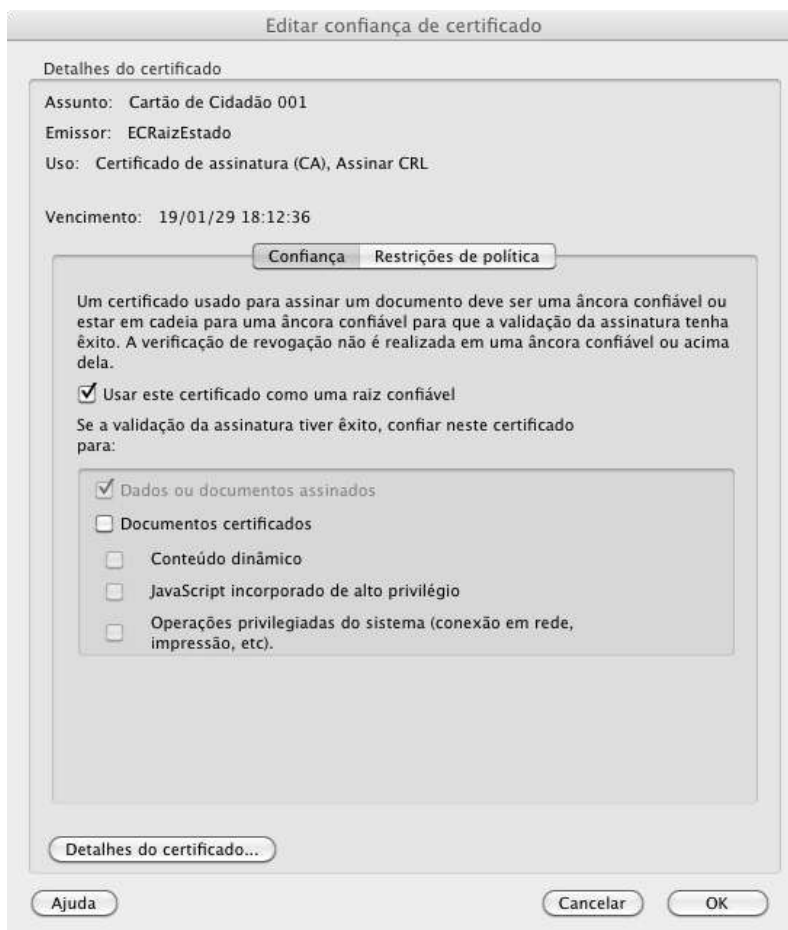 Editar confiança de certificado
Detalhes do certificado
Assunto: Cartão de Cidadão 001
Emissor: ECRaizEstado
Uso: Certificado de assinatura (CA), Assinar CRL
Vencimento: 19/01/29 18:12:36
Confiança Restrições de política
Um certificado usado para assinar um documento deve ser uma âncora confiável ou
estar em cadeia para uma âncora confiável para que a validação da assinatura tenha
êxito. A verificação de revogação não é realizada em uma âncora confiável ou acima
dela.
Usar este certificado como uma raiz confiável
Se a validação da assinatura tiver êxito, confiar neste certificado
para:
Dados ou documentos assinados
Documentos certificados
Conteúdo dinâmico
JavaScript incorporado de alto privilégio
Operações privilegiadas do sistema (conexão em rede,
impressão, etc).
Detalhes do certificado...
Ajuda Cancelar OK